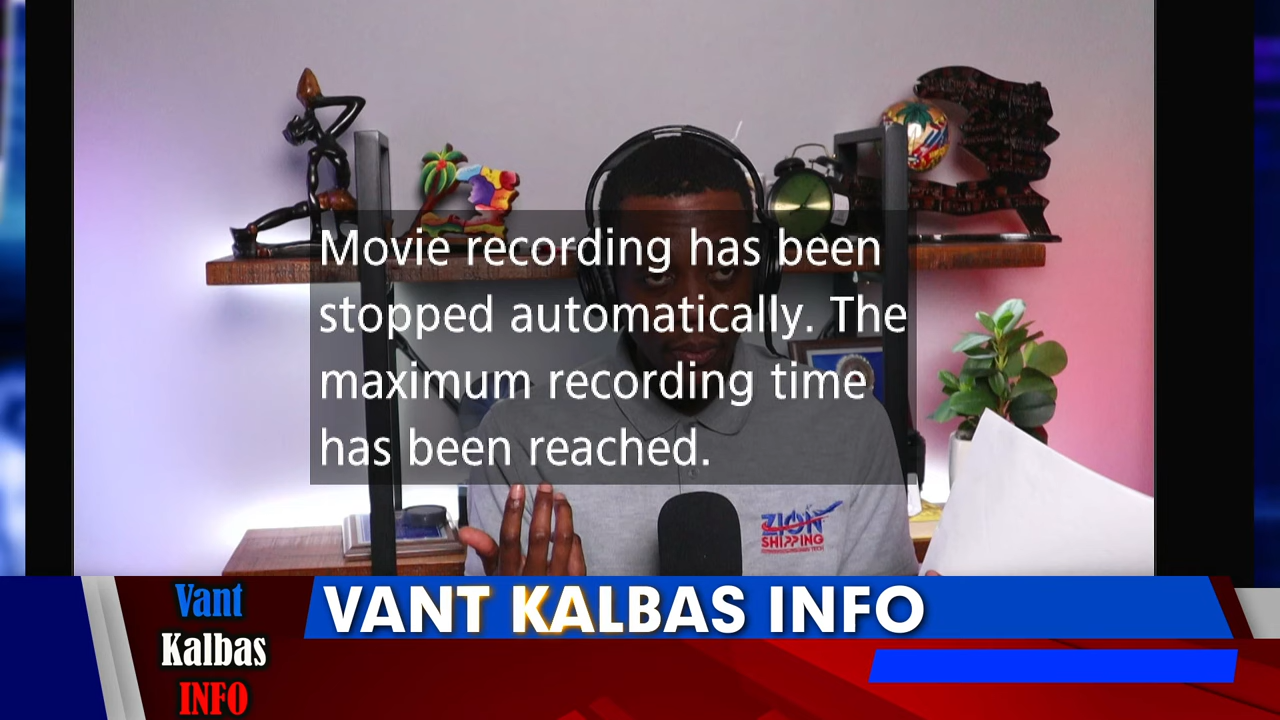 Movie recording has been
stopped automatically. The
maximum recording time
has been reached.
ZION
SHIPPING
VANT KALBAS INFO
Vant
Kalbas
INFO